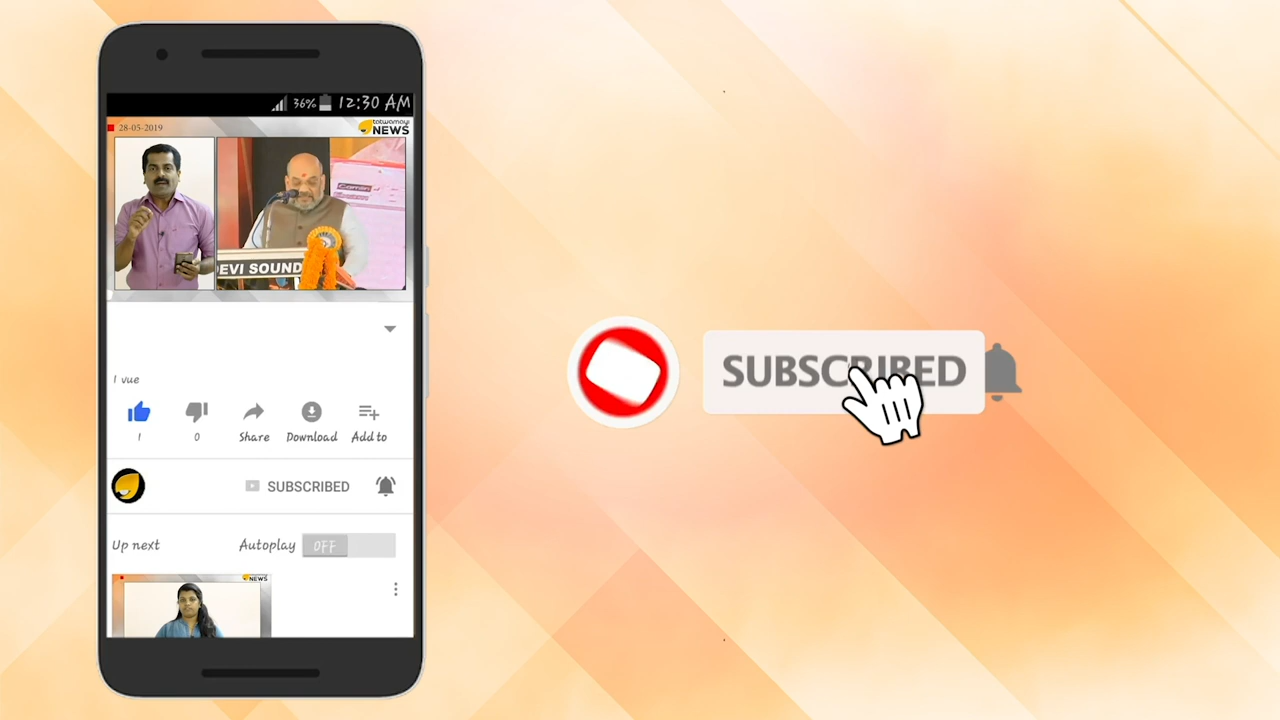 36% 12:30 AM
28-05-2019
tatwamayi
NEWS
DEVI SOUND
1 vue
1
0
Share
Download
Add to
SUBSCRIBED
Up next
Autoplay
OFF
NEWS
SUBSCRIBED